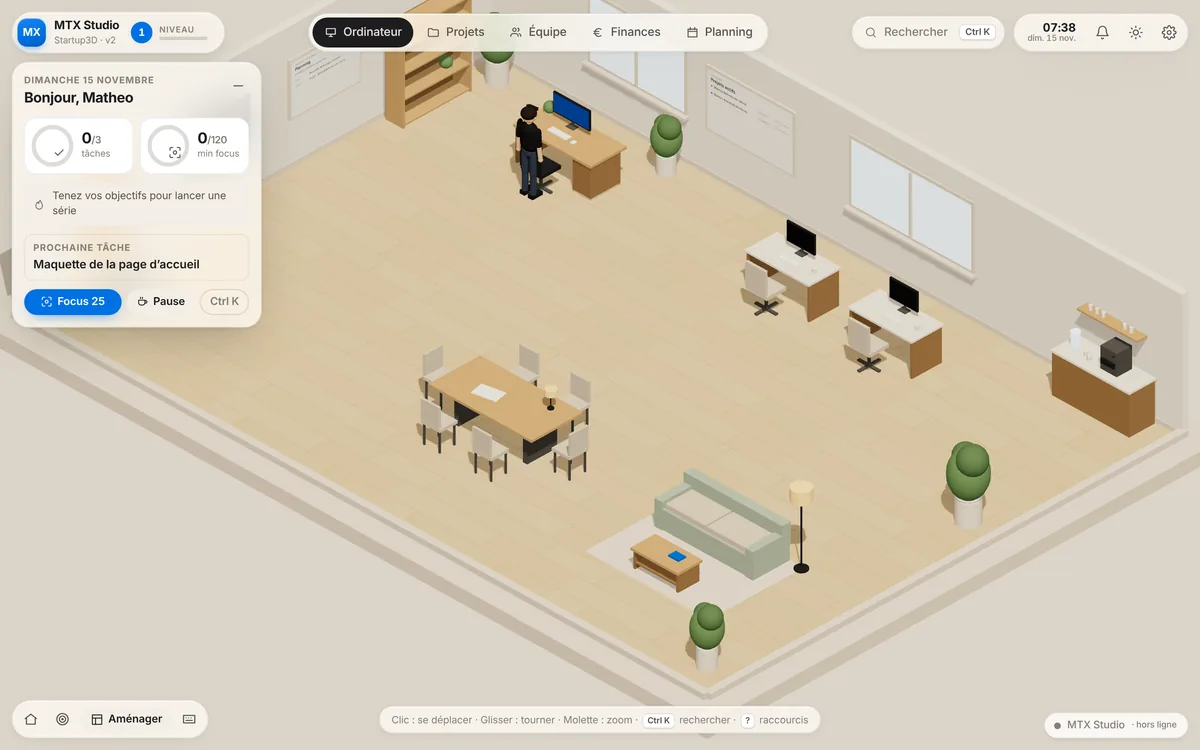 MX
MTX Studio
Startup3D · v2
1
NIVEAU
Ordinateur
Projets
Équipe
€ Finances
Planning
Rechercher
Ctrl K
07:38
dim. 15 nov.
DIMANCHE 15 NOVEMBRE
Bonjour, Matheo
0/3
tâches
0/120
min focus
Tenez vos objectifs pour lancer une
série
PROCHAINE TÂCHE
Maquette de la page d’accueil
Focus 25
Pause
Ctrl K
Planning
Aménager
Clic : se déplacer · Glisser : tourner · Molette : zoom · Ctrl K rechercher · ? raccourcis
MTX Studio · hors ligne